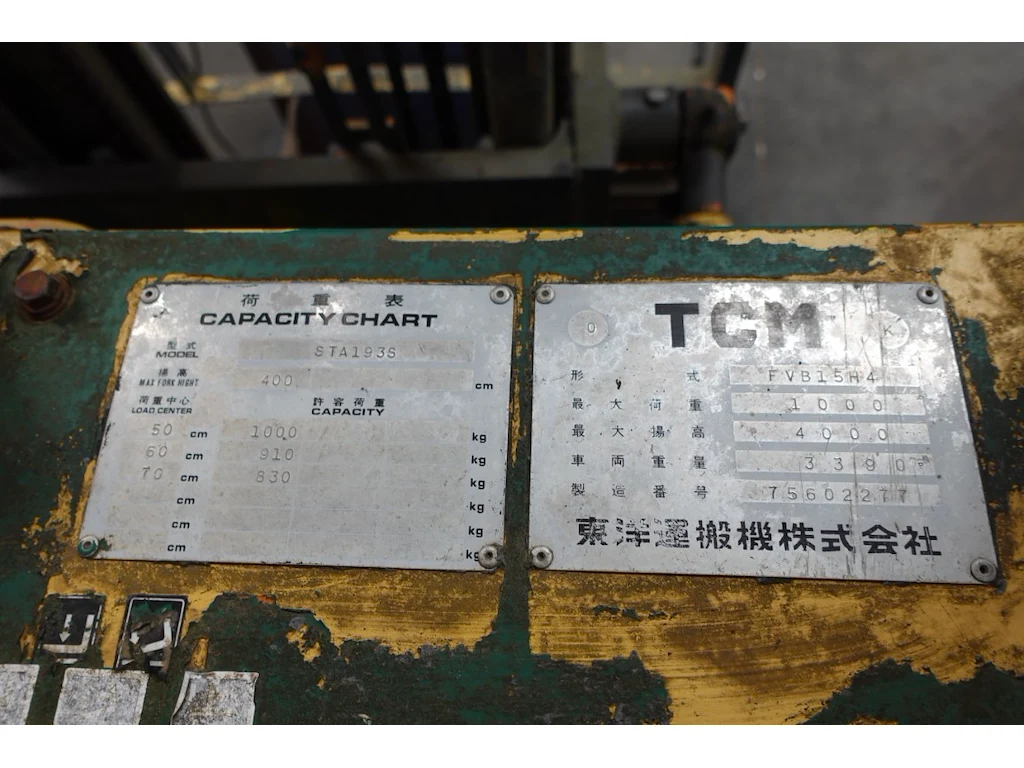 荷重表
CAPACITY CHART
型式
MODEL STA193S
揚高
MAX FORK HIGHT 400 cm
荷重中心 許容荷重
LOAD CENTER CAPACITY
50 cm 1000 kg
60 cm 910 kg
70 cm 830 kg
cm kg
cm kg
cm kg
O TCM K
形式 FVB15H4
最大荷重 1000
最大揚高 4000
車両重量 3390
製造番号 75602277
東洋運搬機株式会社